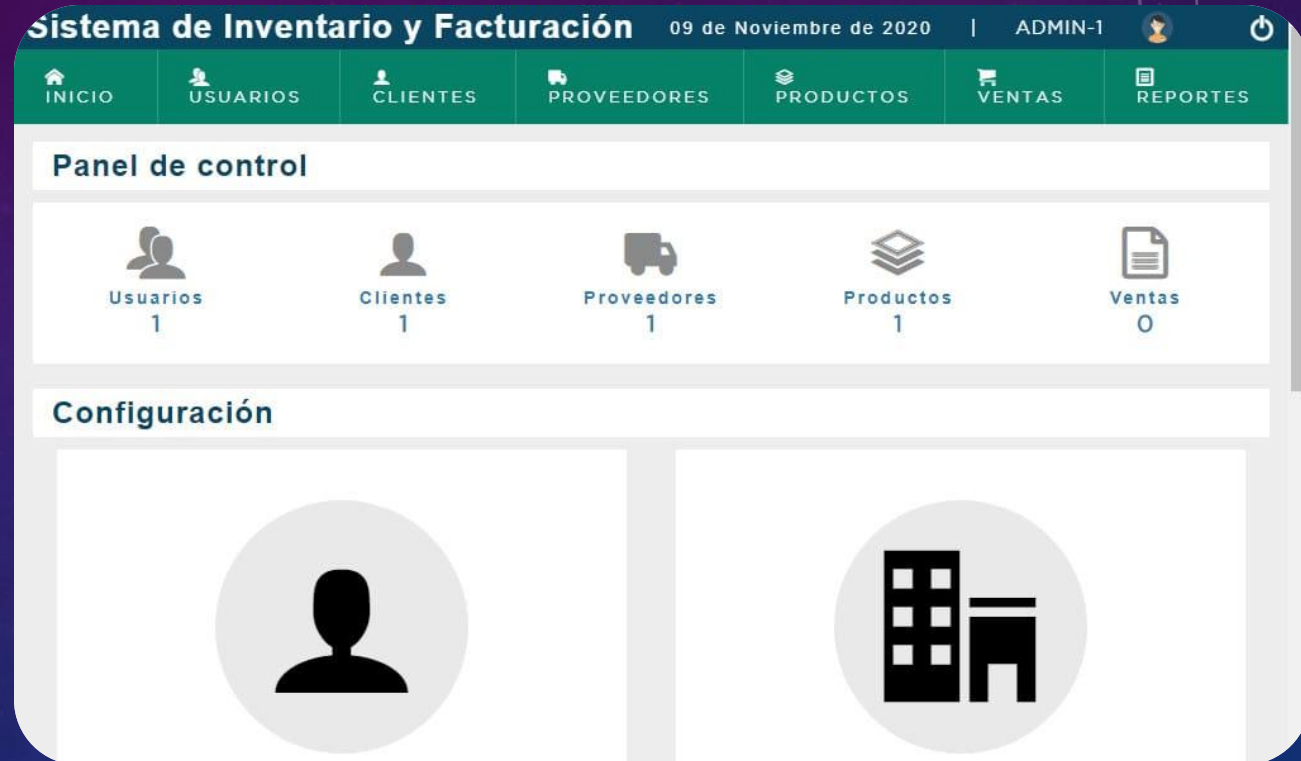 Sistema de Inventario y Facturación 09 de Noviembre de 2020 | ADMIN-1
INICIO USUARIOS CLIENTES PROVEEDORES PRODUCTOS VENTAS REPORTES
Panel de control
Usuarios Clientes Proveedores Productos Ventas
1 1 1 1 0
Configuración